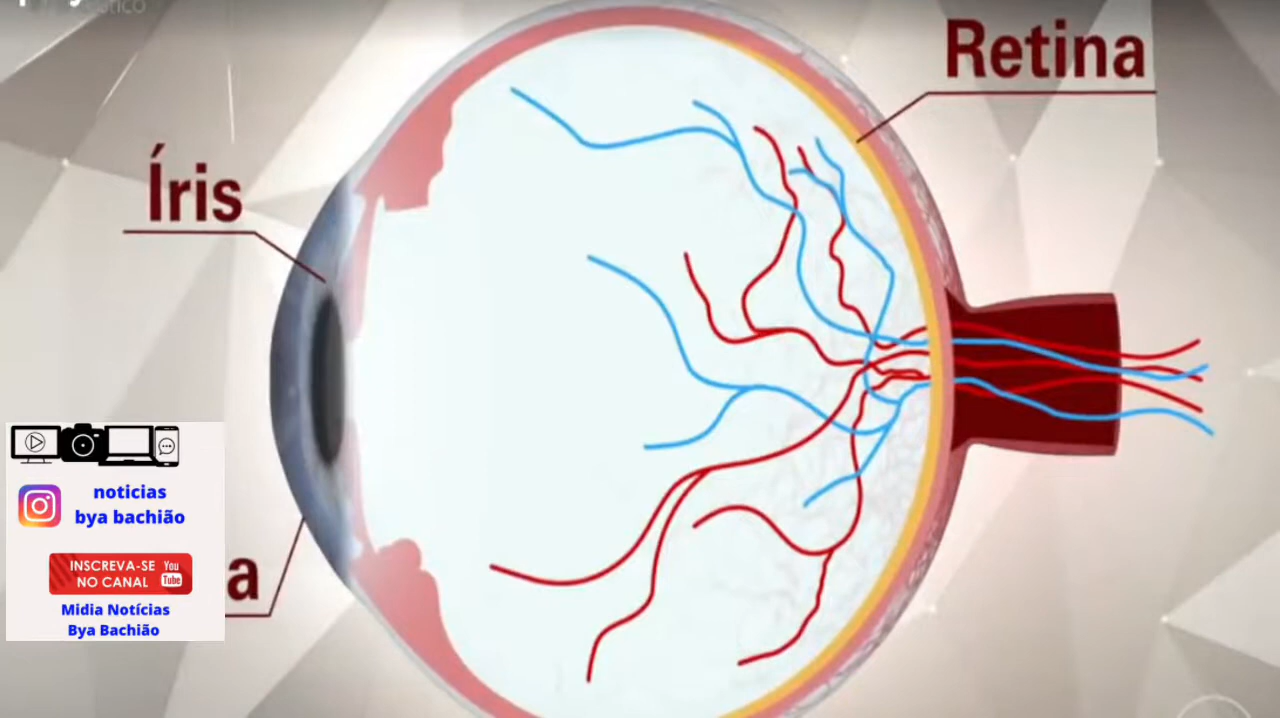 Retina
Íris
noticias
bya bachião
INSCREVA-SE
NO CANAL
You
Tube
Midia Notícias
Bya Bachião